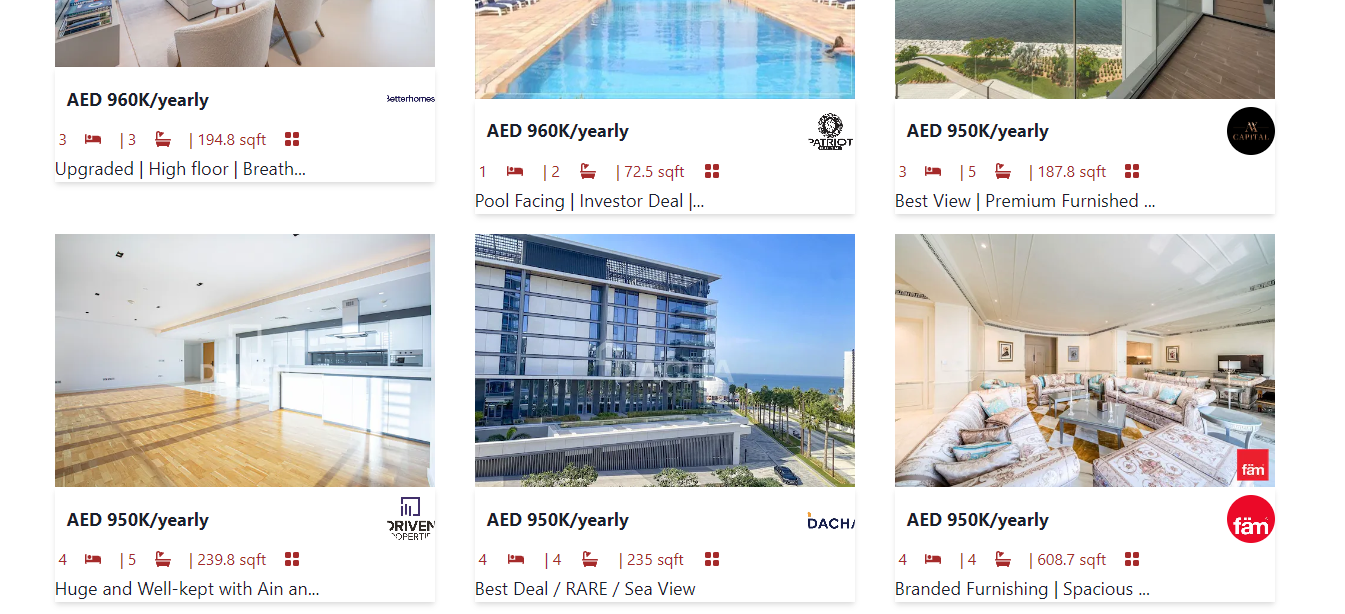 AED 960K/yearly
3 | 3 | 194.8 sqft
Upgraded | High floor | Breath...
AED 960K/yearly
PATRIOT
1 | 2 | 72.5 sqft
Pool Facing | Investor Deal |...
AED 950K/yearly
CAPITAL
3 | 5 | 187.8 sqft
Best View | Premium Furnished ...
AED 950K/yearly
DRIVEN
4 | 5 | 239.8 sqft
Huge and Well-kept with Ain an...
AED 950K/yearly
DACHA
4 | 4 | 235 sqft
Best Deal / RARE / Sea View
fäm
AED 950K/yearly
fäm
4 | 4 | 608.7 sqft
Branded Furnishing | Spacious ...